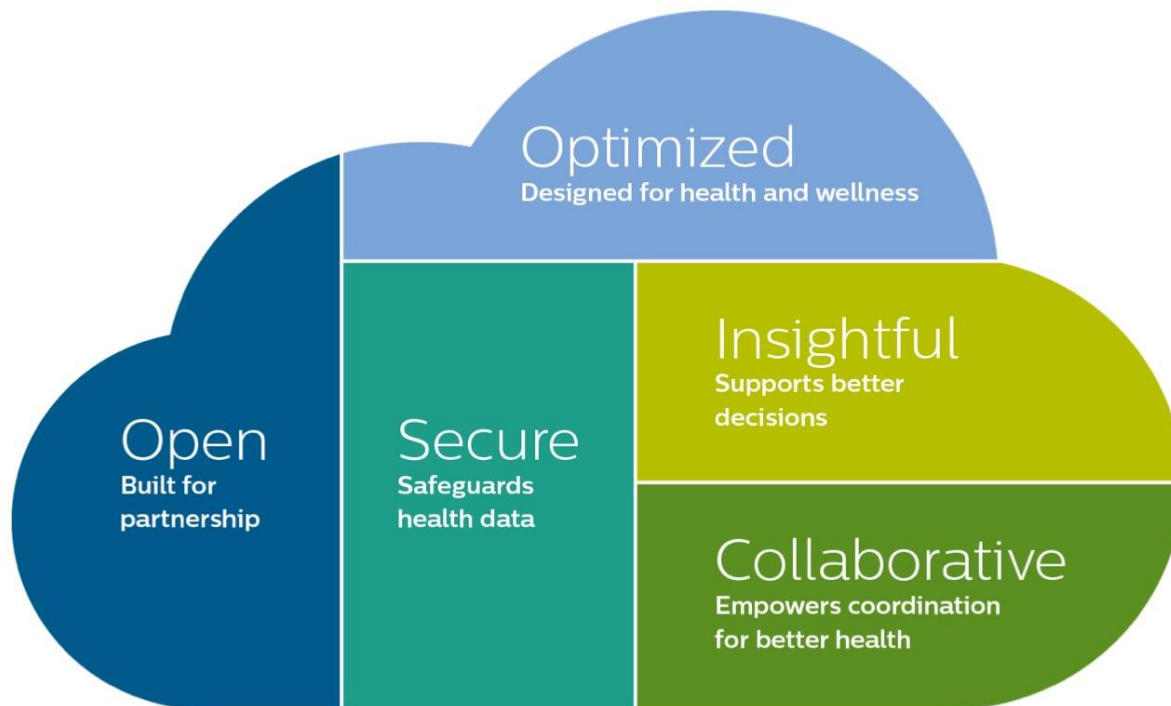 Optimized
Designed for health and wellness
Open
Built for
partnership
Secure
Safeguards
health data
Insightful
Supports better
decisions
Collaborative
Empowers coordination
for better health